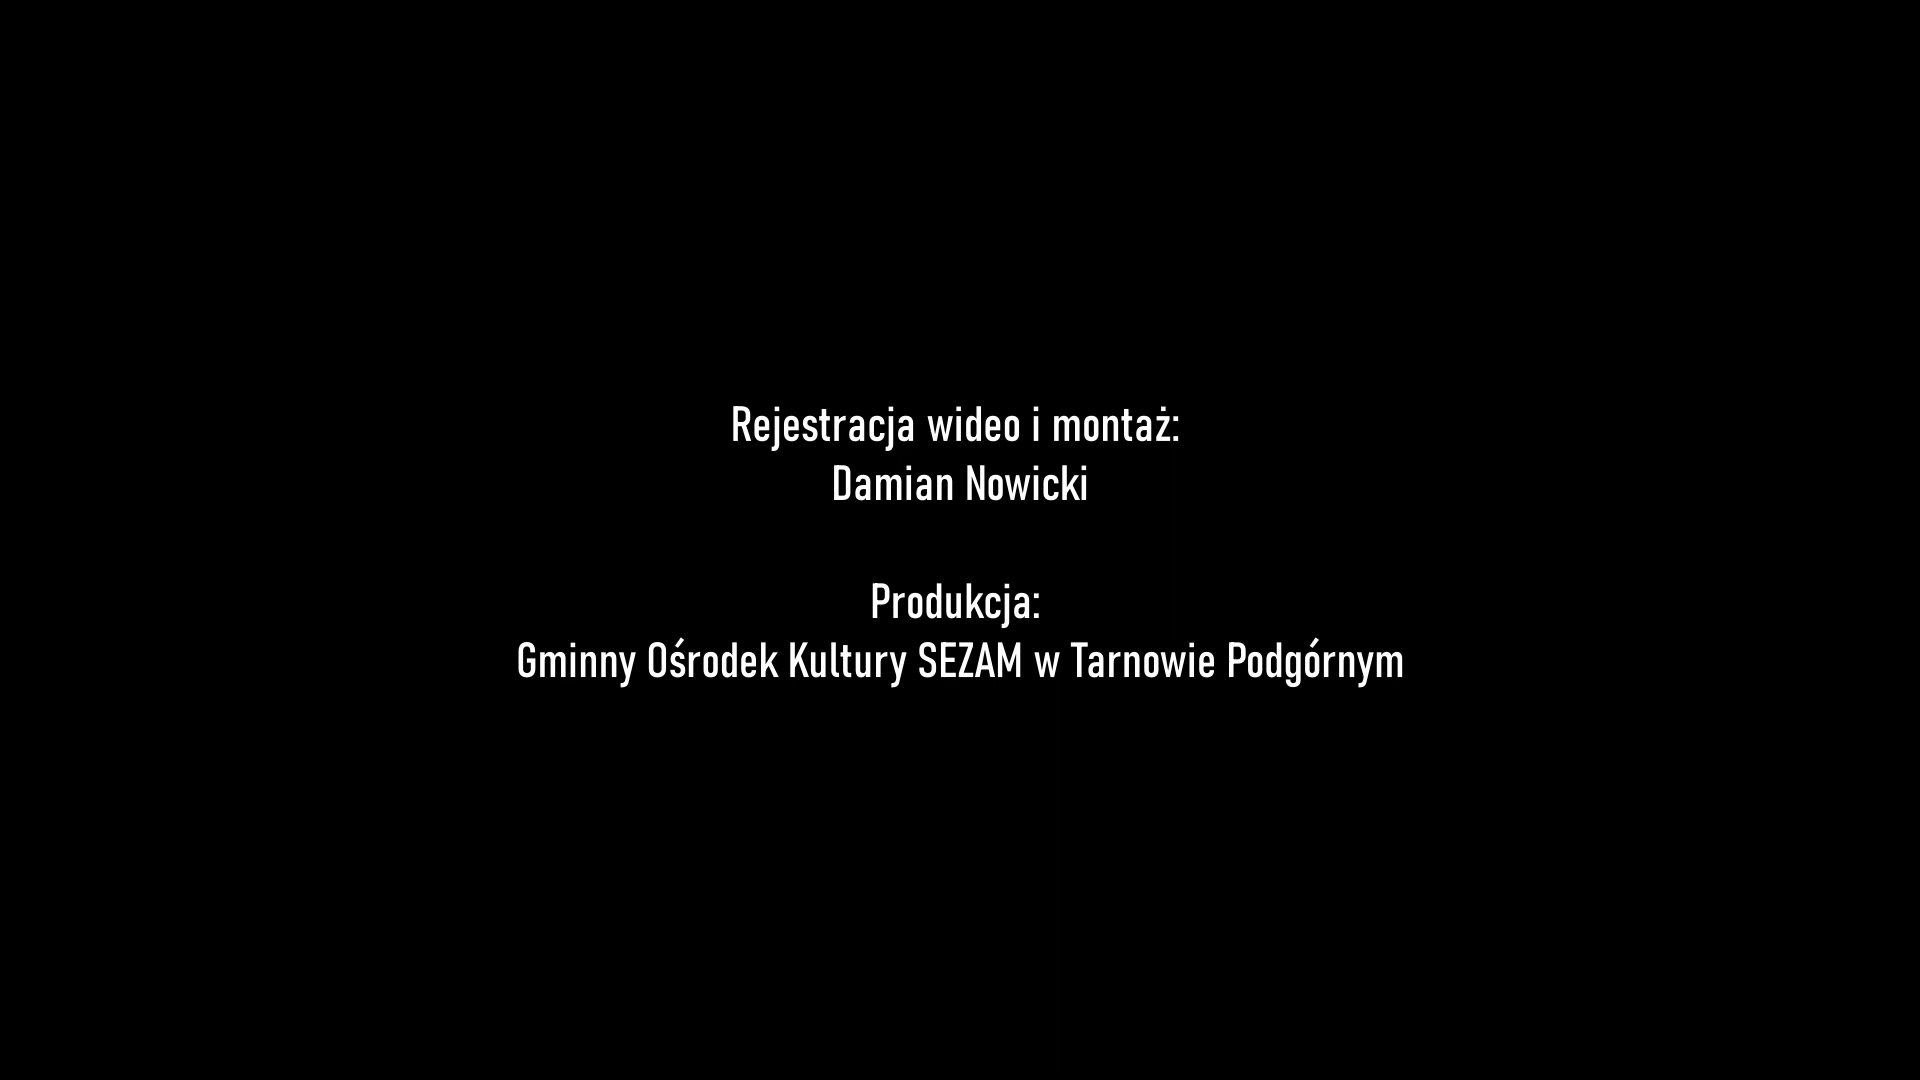 Rejestracja wideo i montaż:
Damian Nowicki
Produkcja:
Gminny Ośrodek Kultury SEZAM w Tarnowie Podgórnym